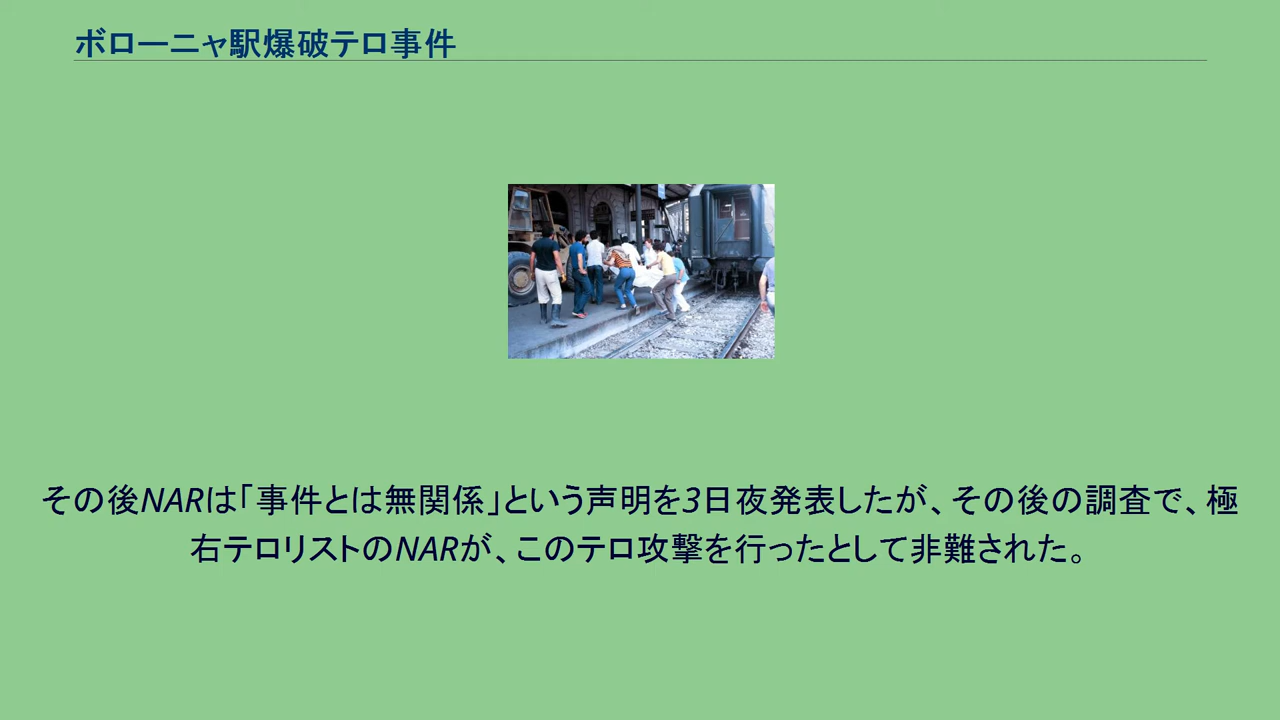 ボローニャ駅爆破テロ事件
その後NARは「事件とは無関係」という声明を3日夜発表したが、その後の調査で、極
右テロリストのNARが、このテロ攻撃を行ったとして非難された。